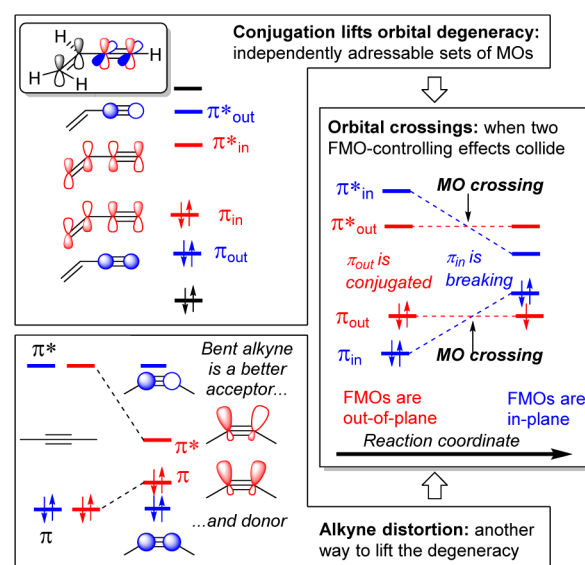 Conjugation lifts orbital degeneracy:
independently adressable sets of MOs
H
H
H
H
π*out
π*in
πin
πout
Orbital crossings: when two
FMO-controlling effects collide
π*in
MO crossing
π*out
πout is
conjugated
πin is
breaking
πout
πin
MO crossing
FMOs are
out-of-plane
FMOs are
in-plane
Reaction coordinate
π*
Bent alkyne
is a better
acceptor...
π*
π
π
...and donor
Alkyne distortion: another
way to lift the degeneracy